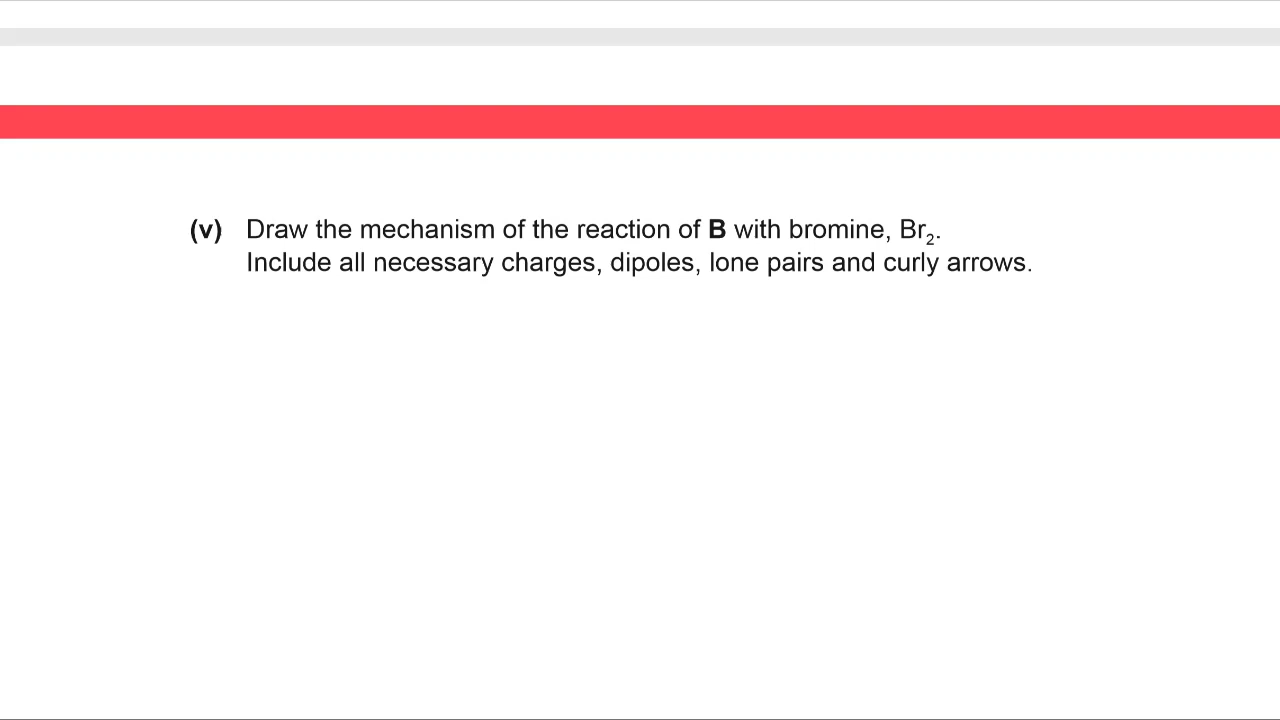 (v) Draw the mechanism of the reaction of B with bromine, Br₂.
Include all necessary charges, dipoles, lone pairs and curly arrows.